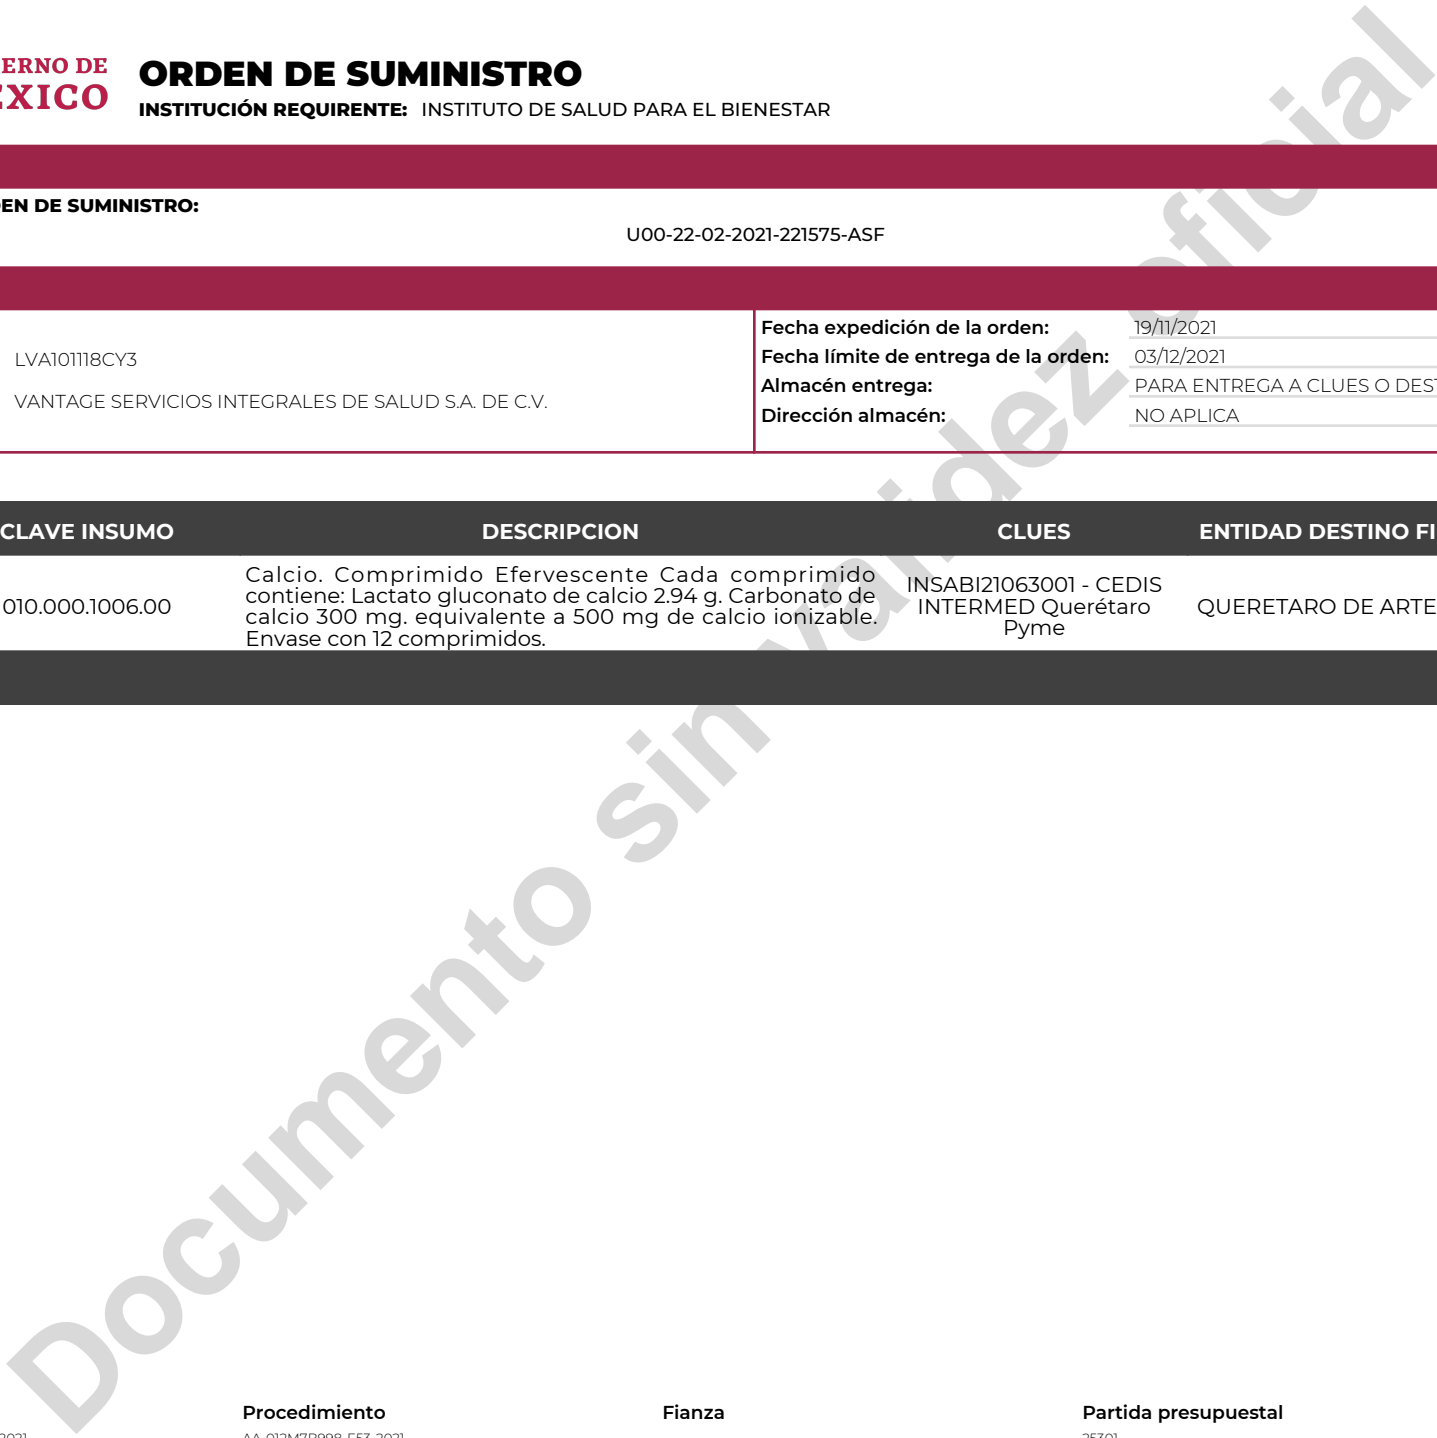 ERNO DE
EXICO
ORDEN DE SUMINISTRO
INSTITUCIÓN REQUIRENTE: INSTITUTO DE SALUD PARA EL BIENESTAR
EN DE SUMINISTRO:
U00-22-02-2021-221575-ASF
LVA101118CY3
VANTAGE SERVICIOS INTEGRALES DE SALUD S.A. DE C.V.
Fecha expedición de la orden: 19/11/2021
Fecha límite de entrega de la orden: 03/12/2021
Almacén entrega: PARA ENTREGA A CLUES O DEST
Dirección almacén: NO APLICA
CLAVE INSUMO DESCRIPCION CLUES ENTIDAD DESTINO FI
010.000.1006.00
Calcio. Comprimido Efervescente Cada comprimido
contiene: Lactato gluconato de calcio 2.94 g. Carbonato de
calcio 300 mg. equivalente a 500 mg de calcio ionizable.
Envase con 12 comprimidos.
INSABI21063001 - CEDIS
INTERMED Querétaro
Pyme
QUERETARO DE ARTE
Documento sin validez oficial
Procedimiento Fianza Partida presupuestal